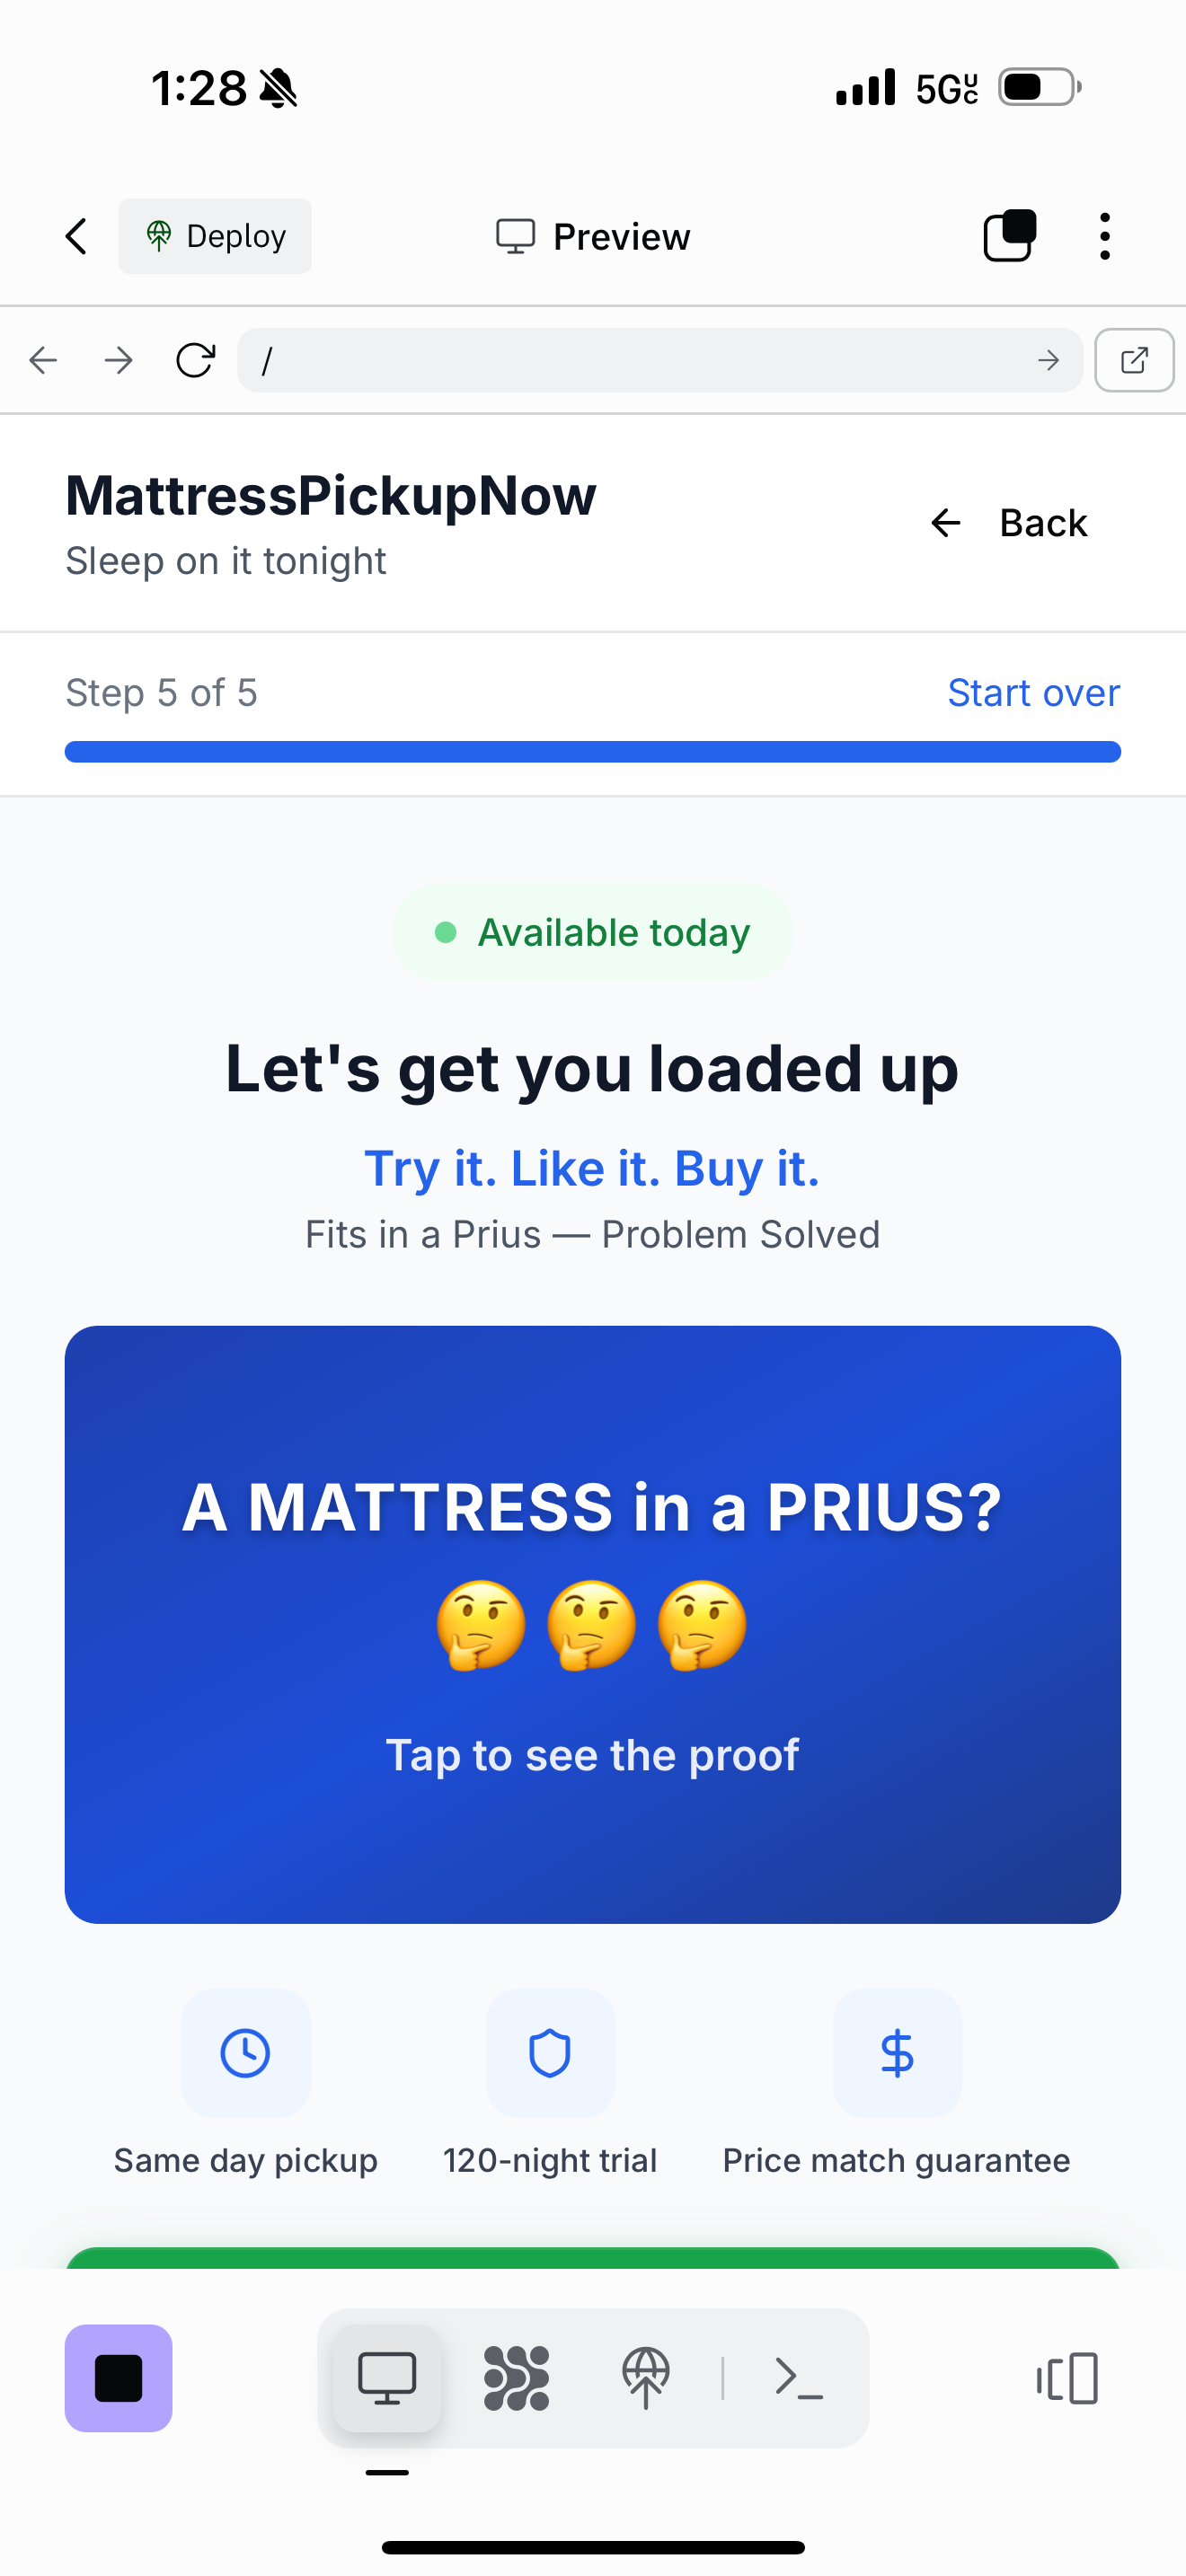 1:28
5GUC
Deploy
Preview
/
MattressPickupNow
Sleep on it tonight
Back
Step 5 of 5
Start over
Available today
Let's get you loaded up
Try it. Like it. Buy it.
Fits in a Prius — Problem Solved
A MATTRESS in a PRIUS?
🤔🤔🤔
Tap to see the proof
Same day pickup
120-night trial
Price match guarantee